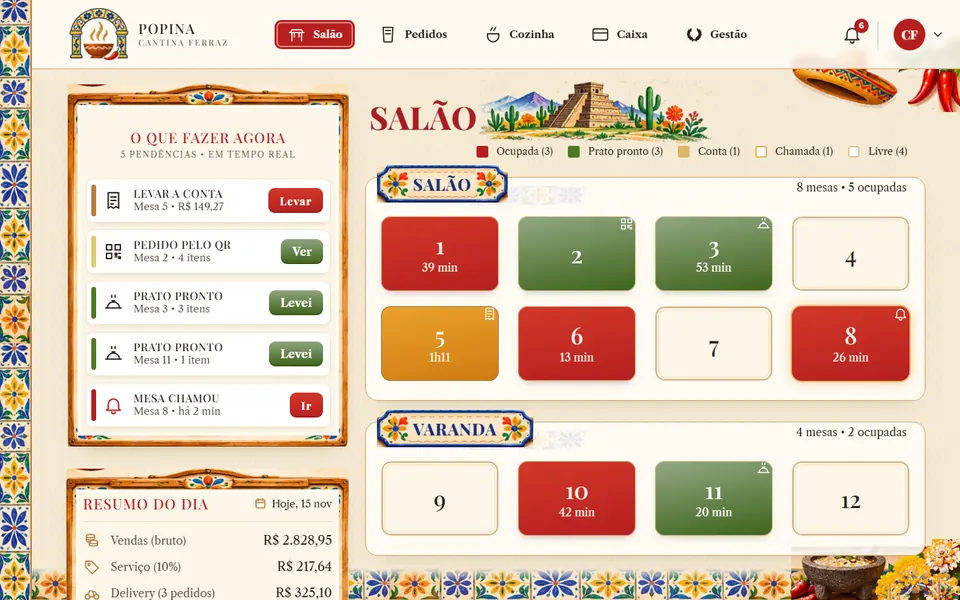 POPINA
CANTINA FERRAZ
Salão
Pedidos
Cozinha
Caixa
Gestão
6
CF
O QUE FAZER AGORA
5 PENDÊNCIAS • EM TEMPO REAL
LEVAR A CONTA
Mesa 5 • R$ 149,27
Levar
PEDIDO PELO QR
Mesa 2 • 4 itens
Ver
PRATO PRONTO
Mesa 3 • 3 itens
Levei
PRATO PRONTO
Mesa 11 • 1 item
Levei
MESA CHAMOU
Mesa 8 • há 2 min
Ir
RESUMO DO DIA
Hoje, 15 nov
Vendas (bruto) R$ 2.828,95
Serviço (10%) R$ 217,64
Delivery (3 pedidos) R$ 325,10
SALÃO
Ocupada (3)
Prato pronto (3)
Conta (1)
Chamada (1)
Livre (4)
SALÃO
8 mesas • 5 ocupadas
1
39 min
2
3
53 min
4
5
1h11
6
13 min
7
8
26 min
VARANDA
4 mesas • 2 ocupadas
9
10
42 min
11
20 min
12